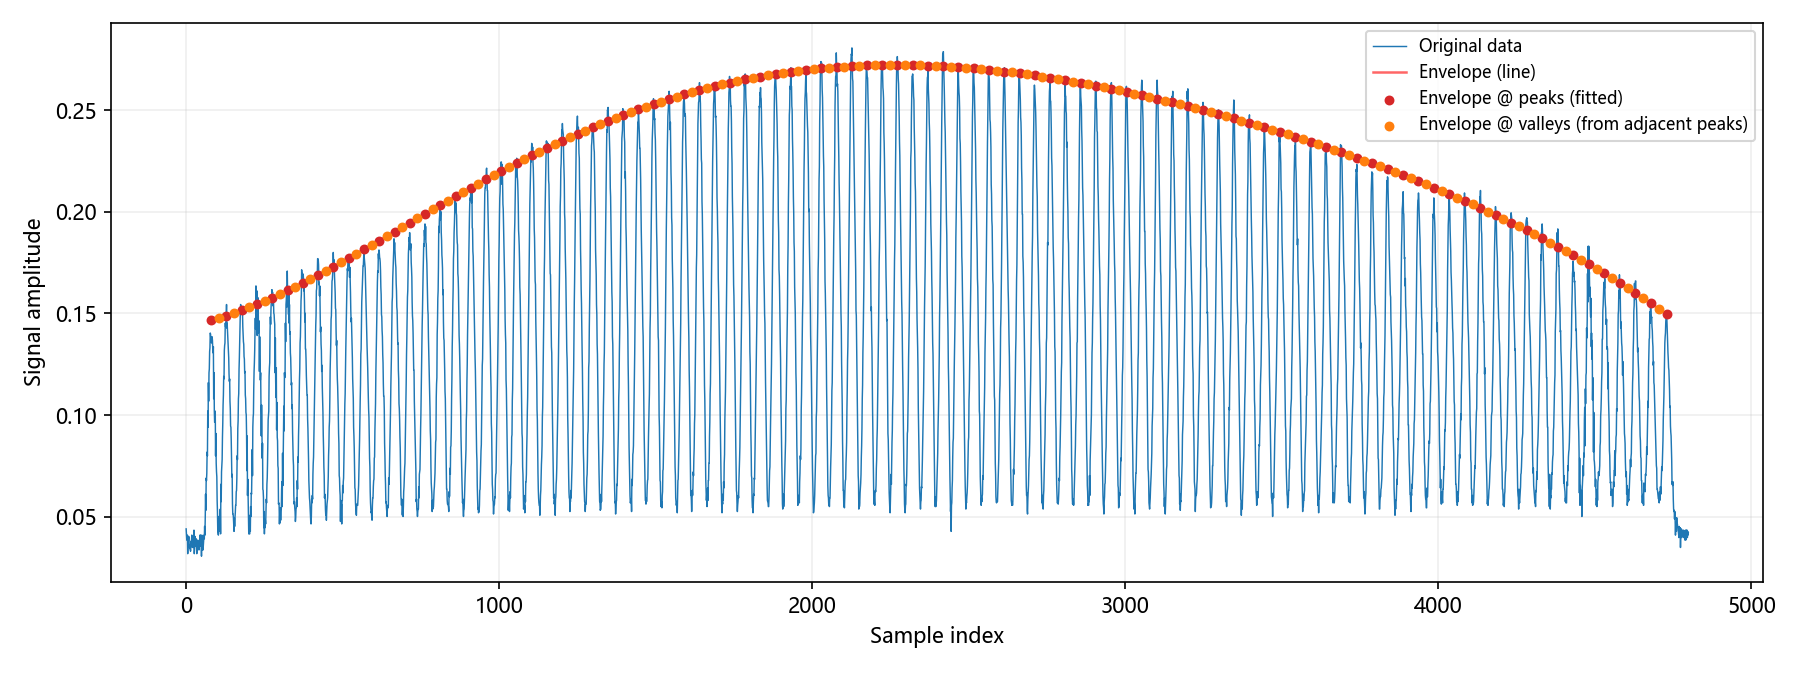 Original data
Envelope (line)
Envelope @ peaks (fitted)
Envelope @ valleys (from adjacent peaks)
Signal amplitude
0.25
0.20
0.15
0.10
0.05
0 1000 2000 3000 4000 5000
Sample index